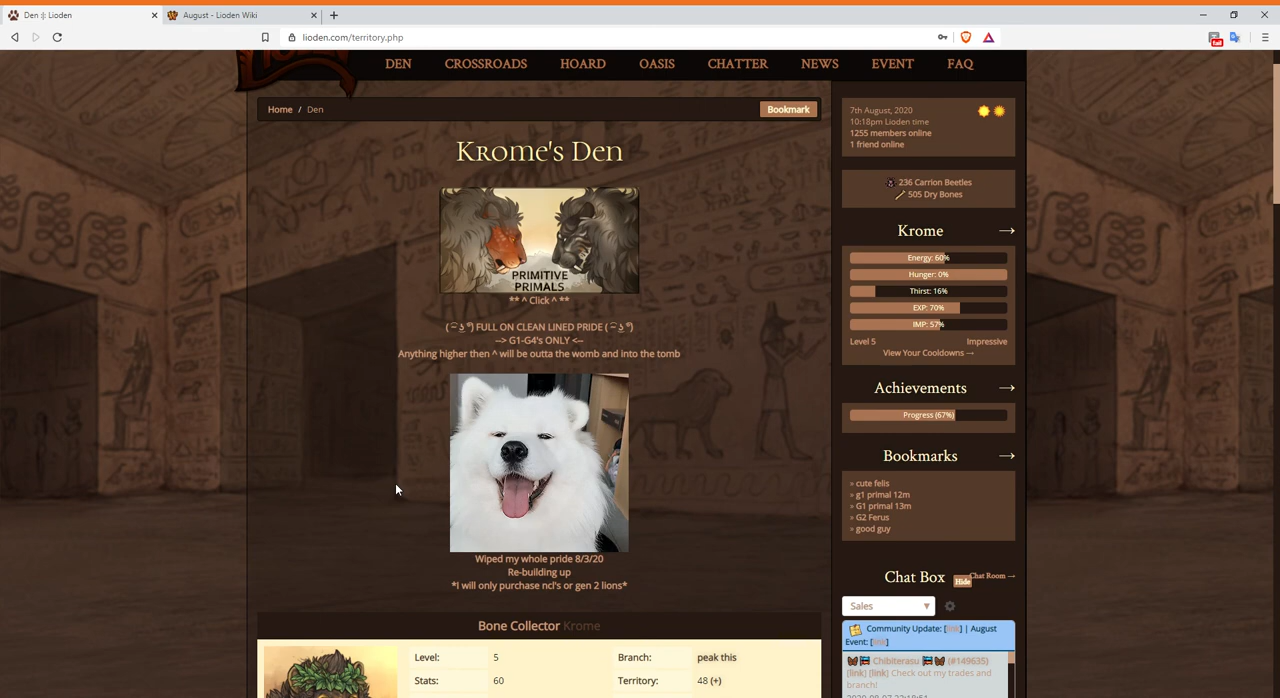 Den ⁝ Lioden
August - Lioden Wiki
lioden.com/territory.php
fail
DEN CROSSROADS HOARD OASIS CHATTER NEWS EVENT FAQ
Home / Den
Bookmark
Krome's Den
PRIMITIVE
PRIMALS
** ^ Click ^ **
FULL ON CLEAN LINED PRIDE
--> G1-G4's ONLY <--
Anything higher then ^ will be outta the womb and into the tomb
Wiped my whole pride 8/3/20
Re-building up
*I will only purchase ncl's or gen 2 lions*
Bone Collector Krome
Level: 5 Branch: peak this
Stats: 60 Territory: 48 (+)
7th August, 2020
10:18pm Lioden time
1255 members online
1 friend online
236 Carrion Beetles
505 Dry Bones
Krome →
Energy: 60%
Hunger: 0%
Thirst: 16%
EXP: 70%
IMP: 57%
Level 5 Impressive
View Your Cooldowns →
Achievements →
Progress (67%)
Bookmarks →
» cute felis
» g1 primal 12m
» G1 primal 13m
» G2 Ferus
» good guy
Chat Box Hide Chat Room →
Sales
Community Update: [link] | August
Event: [link]
Chibiterasu (#149635)
[link] [link] Check out my trades and
branch!